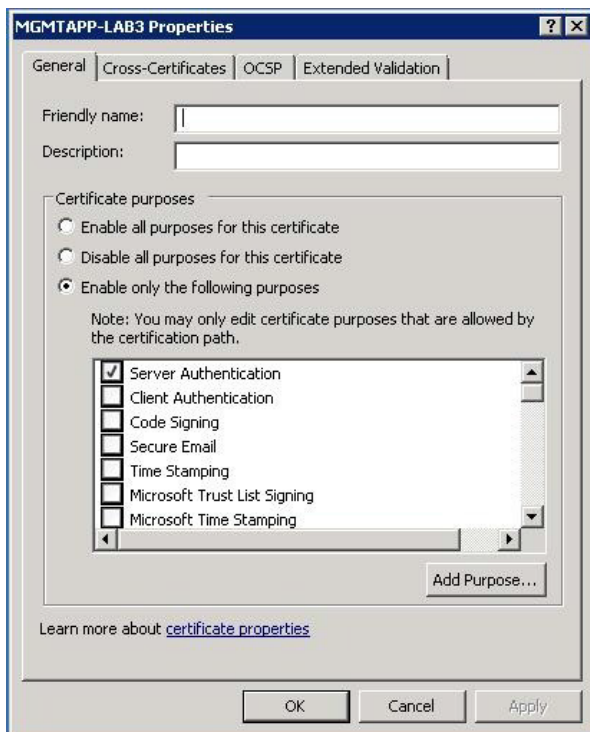 MGMTAPP-LAB3 Properties
General Cross-Certificates OCSP Extended Validation
Friendly name:
Description:
Certificate purposes
Enable all purposes for this certificate
Disable all purposes for this certificate
Enable only the following purposes
Note: You may only edit certificate purposes that are allowed by
the certification path.
Server Authentication
Client Authentication
Code Signing
Secure Email
Time Stamping
Microsoft Trust List Signing
Microsoft Time Stamping
Add Purpose...
Learn more about certificate properties
OK Cancel Apply